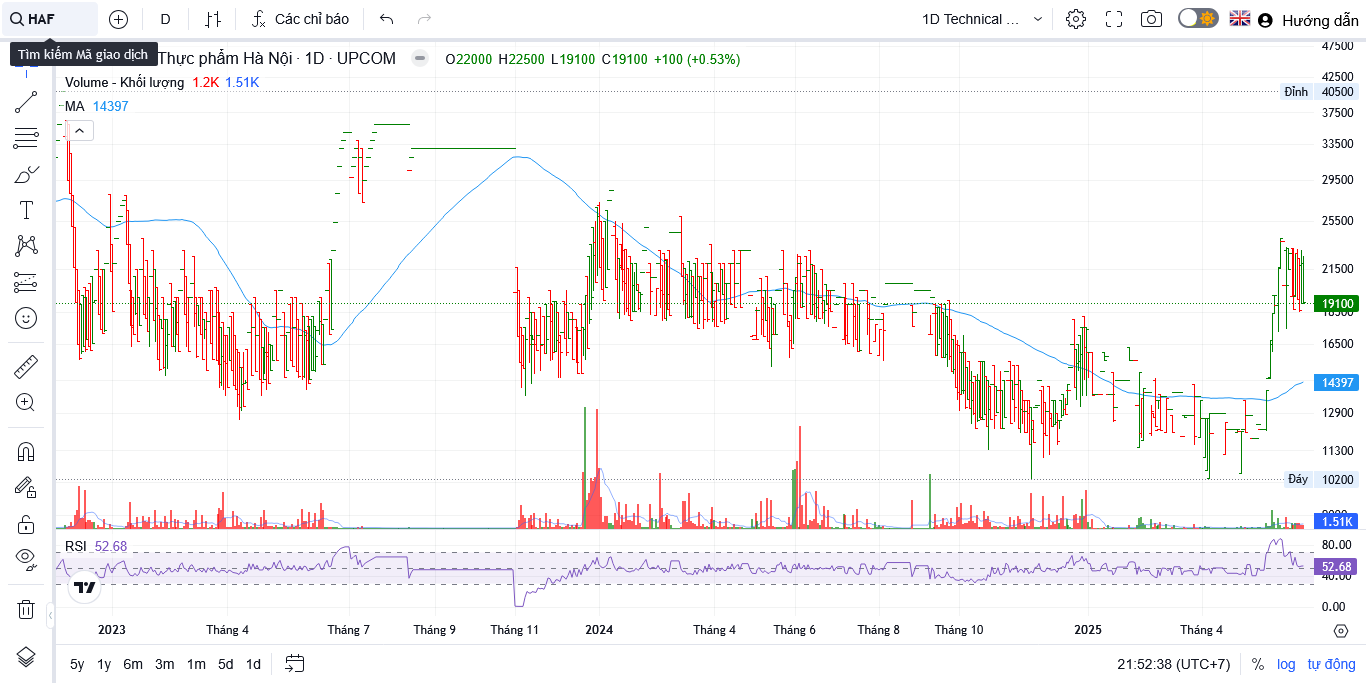 HAF D Các chỉ báo 1D Technical ... Hướng dẫn
Tìm kiếm Mã giao dịch
Thực phẩm Hà Nội · 1D · UPCOM O22000 H22500 L19100 C19100 +100 (+0.53%)
Volume - Khối lượng 1.2K 1.51K
MA 14397
47500
42500
Đỉnh 40500
37500
33500
29500
25500
21500
19100
16500
14397
12900
11300
Đáy 10200
1.51K
RSI 52.68
80.00
52.68
40.00
0.00
2023 Tháng 4 Tháng 7 Tháng 9 Tháng 11 2024 Tháng 4 Tháng 6 Tháng 8 Tháng 10 2025 Tháng 4
5y 1y 6m 3m 1m 5d 1d 21:52:38 (UTC+7) % log tự động